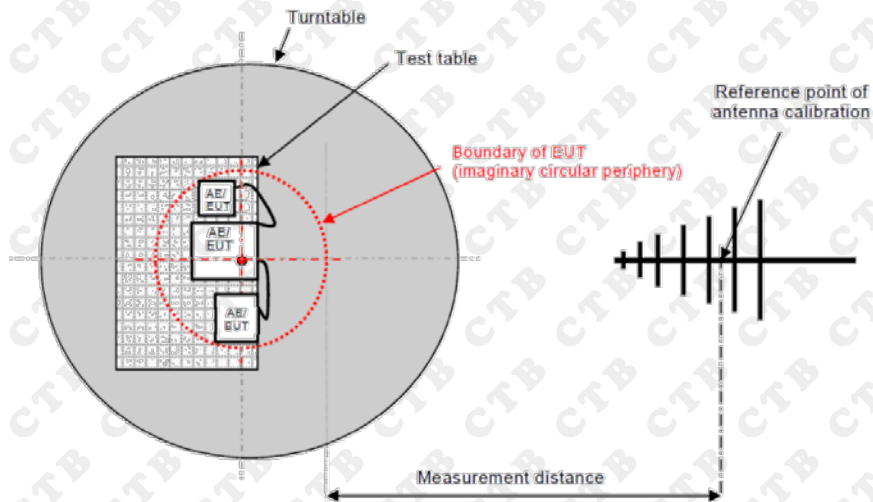 Turntable
Test table
Reference point of
antenna calibration
Boundary of EUT
(imaginary circular periphery)
AE/
EUT
AE/
EUT
AE/
EUT
Measurement distance
CTB